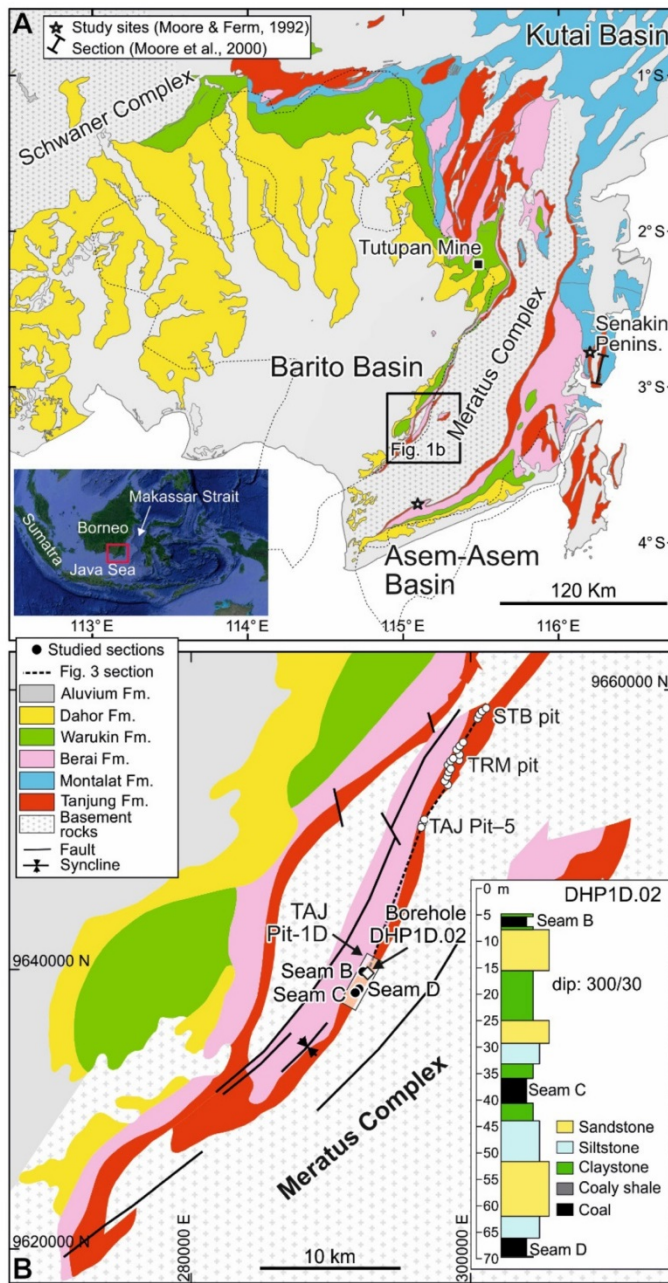 A
Study sites (Moore & Ferm, 1992)
Section (Moore et al., 2000)
Kutai Basin
1°S
Schwaner Complex
2°S
Tutupan Mine
Senakin
Penins.
Barito Basin
Meratus Complex
3°S
Fig. 1b
Makassar Strait
Borneo
Sumatra
Java Sea
4°S
Asem-Asem
Basin
120 Km
113°E
114° E
115°E
116° E
Studied sections
Fig. 3 section
Aluvium Fm.
Dahor Fm.
Warukin Fm.
Berai Fm.
Montalat Fm.
Tanjung Fm.
Basement
rocks
Fault
Syncline
9660000 N
STB pit
TRM pit
TAJ Pit–5
TAJ
Pit-1D
Borehole
DHP1D.02
9640000 N
Seam B
Seam C
Seam D
Meratus Complex
0 m
DHP1D.02
5
Seam B
10
15
dip: 300/30
20
25
30
35
Seam C
40
45
50
55
60
65
70
Seam D
Sandstone
Siltstone
Claystone
Coaly shale
Coal
9620000 N
280000 E
300000 E
10 km
B